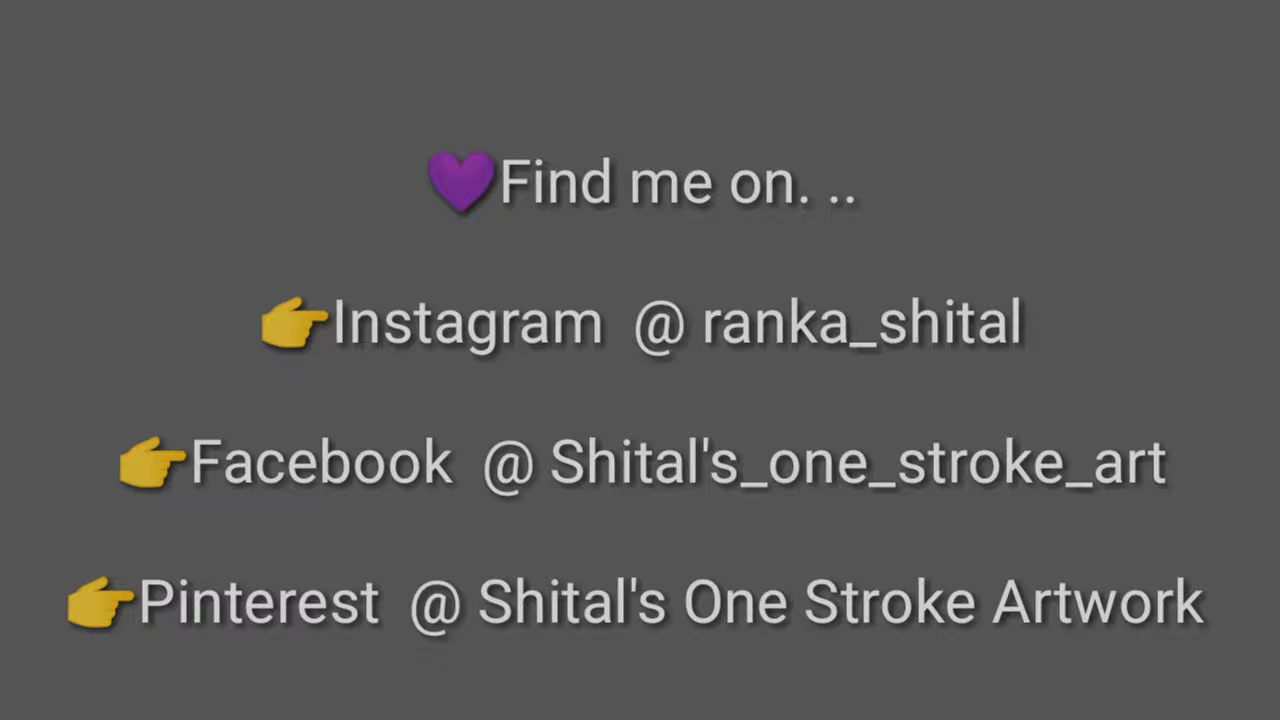 💜Find me on. ..
👉Instagram @ ranka_shital
👉Facebook @ Shital's_one_stroke_art
👉Pinterest @ Shital's One Stroke Artwork